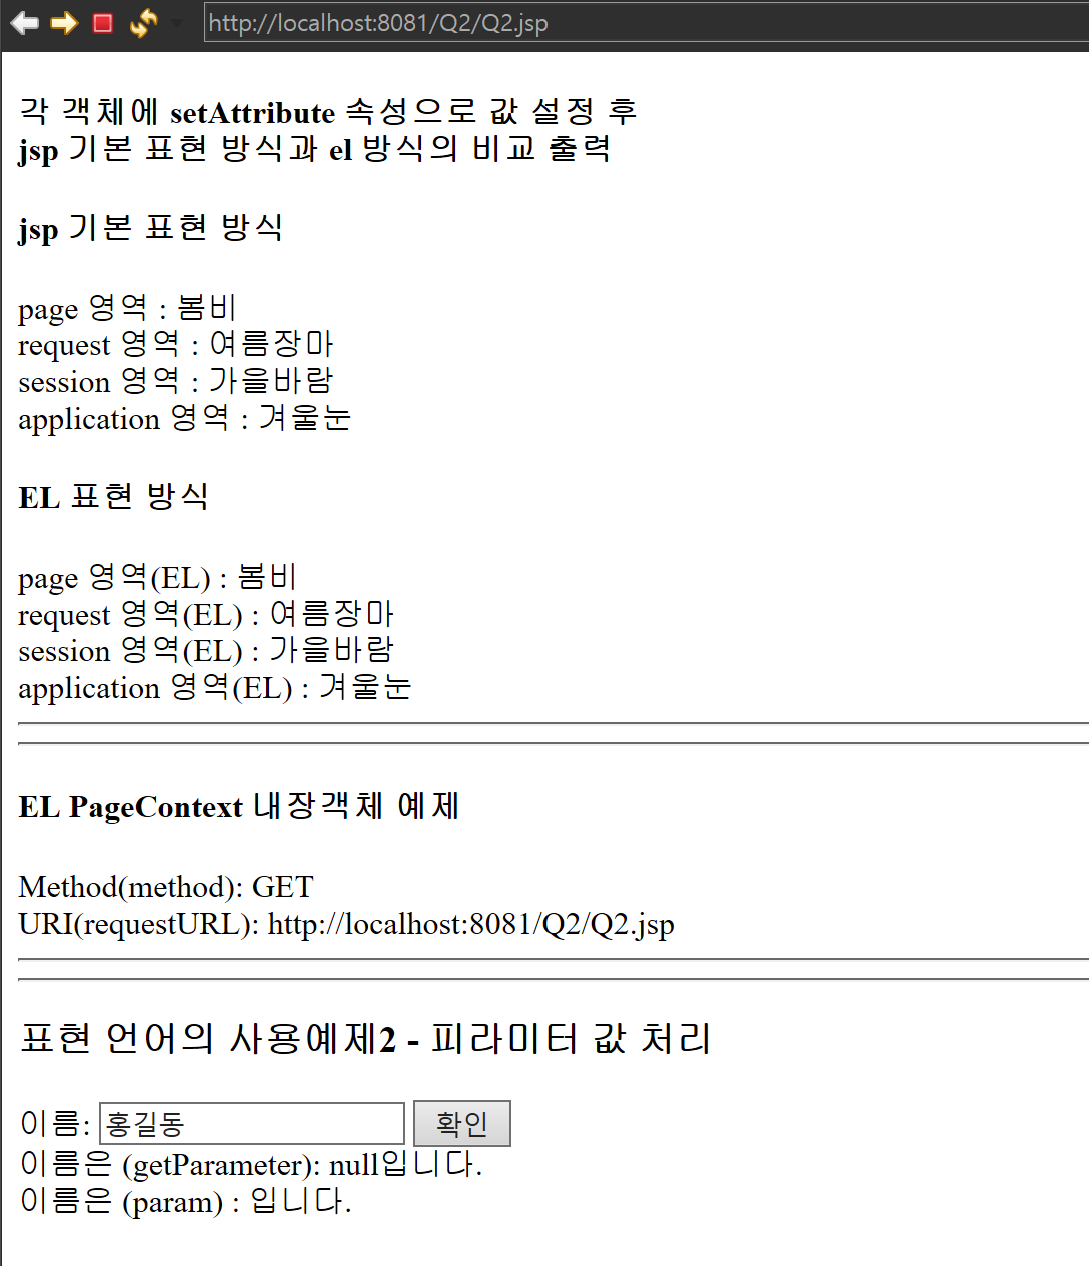 http://localhost:8081/Q2/Q2.jsp
각 객체에 setAttribute 속성으로 값 설정 후
jsp 기본 표현 방식과 el 방식의 비교 출력
jsp 기본 표현 방식
page 영역 : 봄비
request 영역 : 여름장마
session 영역 : 가을바람
application 영역 : 겨울눈
EL 표현 방식
page 영역(EL) : 봄비
request 영역(EL) : 여름장마
session 영역(EL) : 가을바람
application 영역(EL) : 겨울눈
EL PageContext 내장객체 예제
Method(method): GET
URI(requestURL): http://localhost:8081/Q2/Q2.jsp
표현 언어의 사용예제2 - 피라미터 값 처리
이름: 홍길동 확인
이름은 (getParameter): null입니다.
이름은 (param) : 입니다.